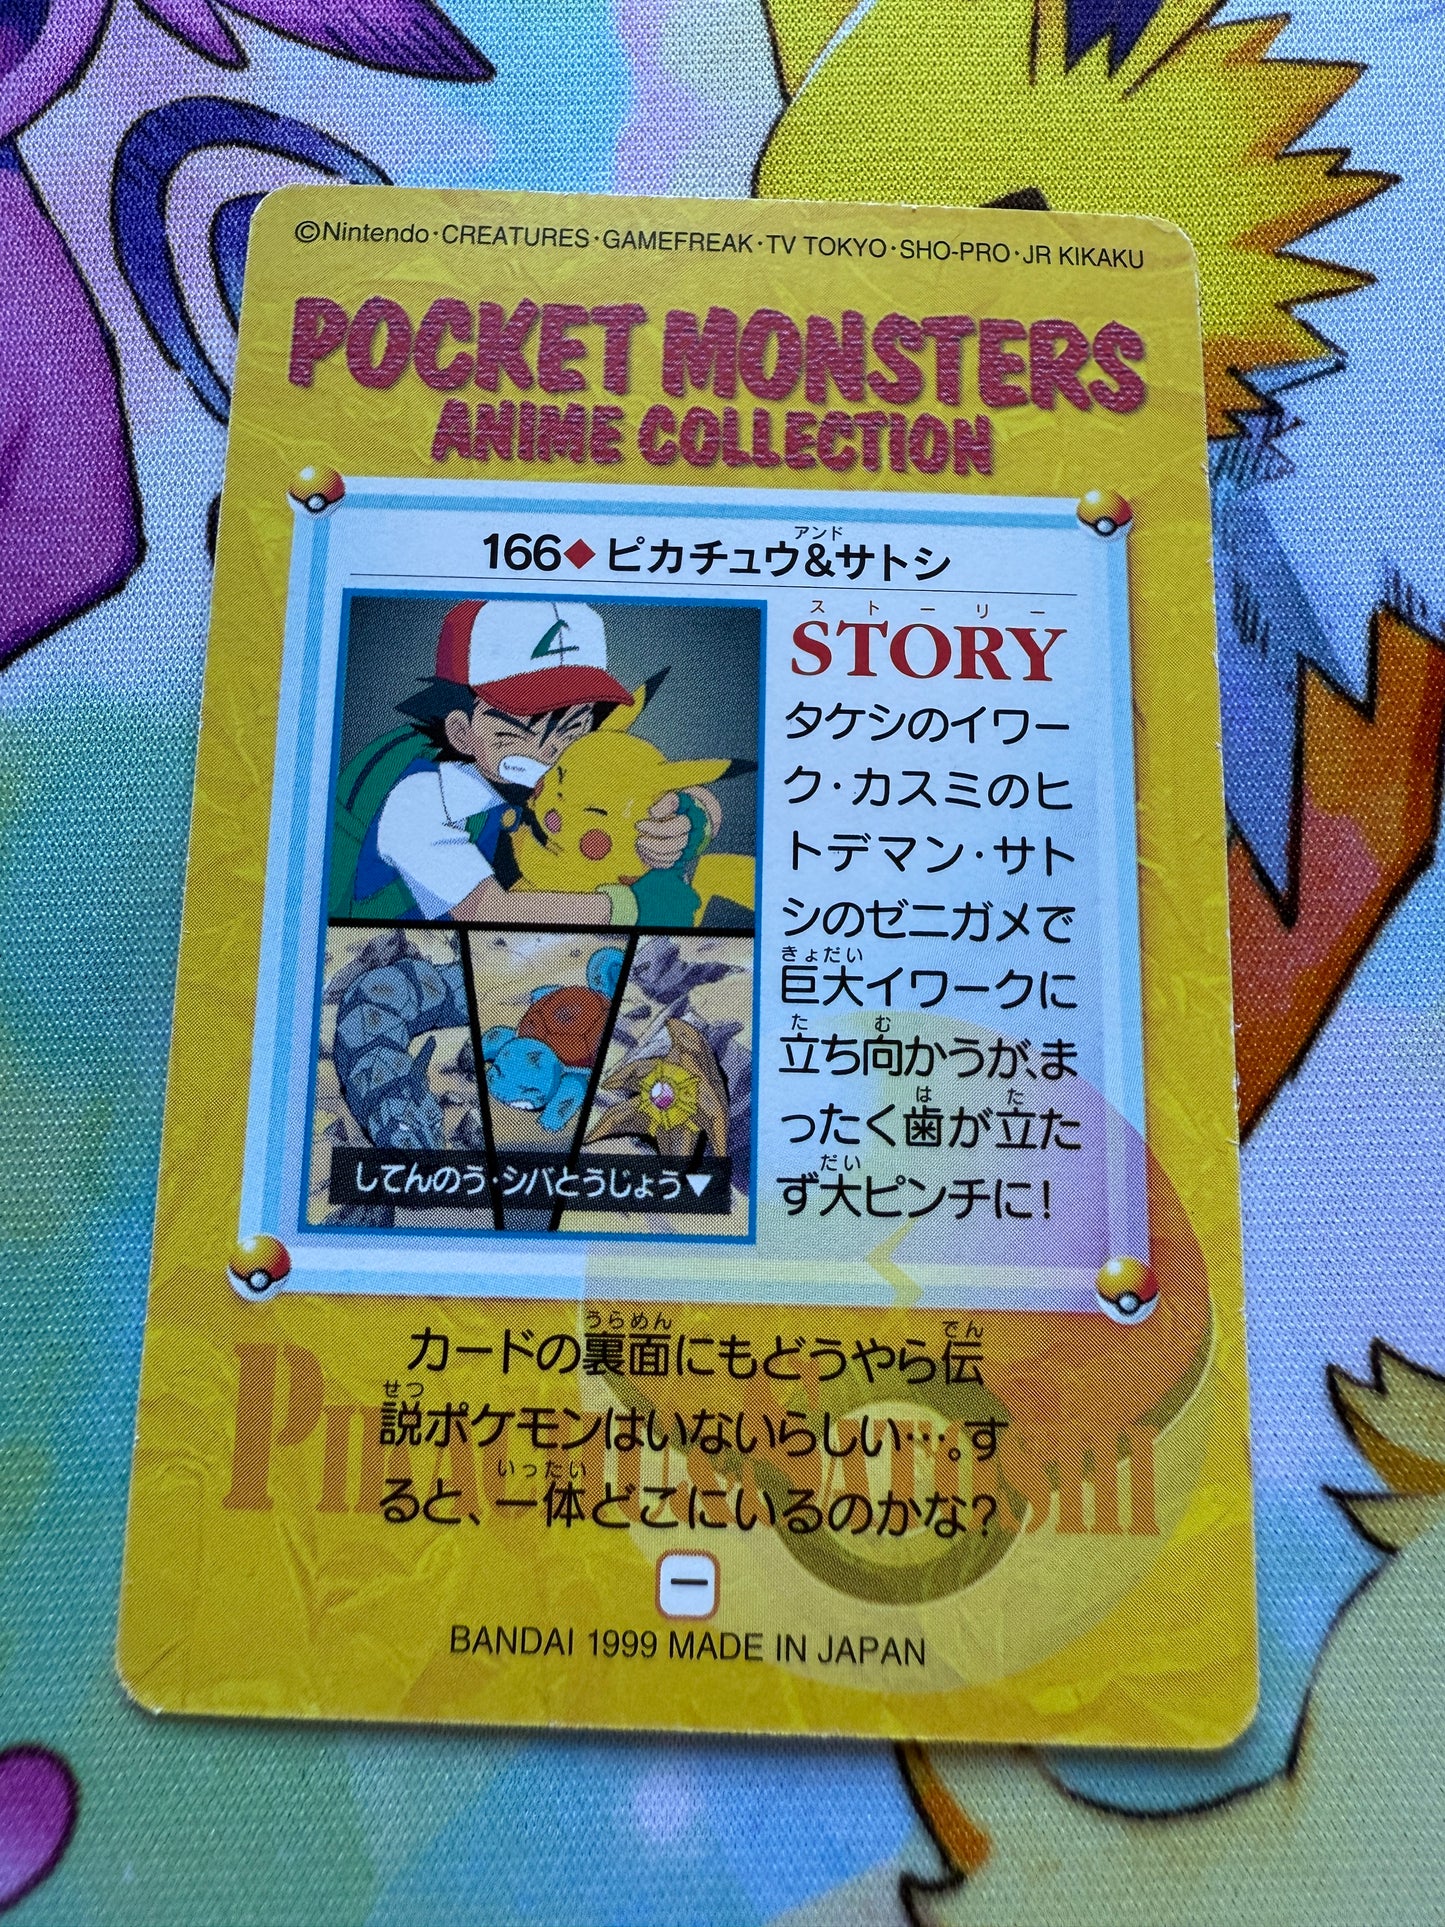 ©Nintendo・CREATURES・GAMEFREAK・TV TOKYO・SHO-PRO・JR KIKAKU
POCKET MONSTERS
ANIME COLLECTION
アンド
166◆ピカチュウ&サトシ
ストーリー
STORY
タケシのイワー
ク・カスミのヒ
トデマン・サト
シのゼニガメで
きょだい
巨大イワークに
た む
立ち向かうが、ま
は た
ったく歯が立た
だい
ず大ピンチに!
してんのう・シバとうじょう▼
うらめん でん
カードの裏面にもどうやら伝
せつ
説ポケモンはいないらしい…。す
いったい
ると、一体どこにいるのかな?
PIKACHU & SATOSHI
一
BANDAI 1999 MADE IN JAPAN